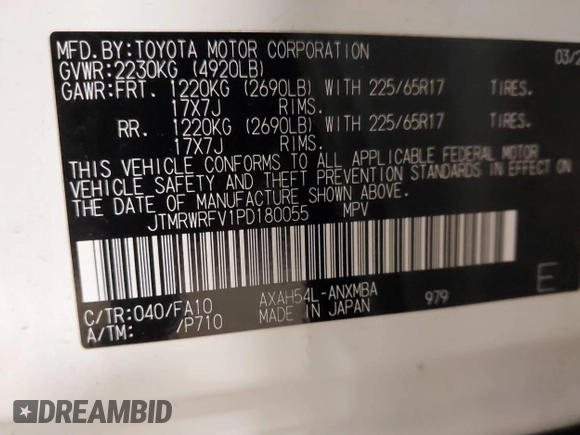 MFD.BY:TOYOTA MOTOR CORPORATION 03/2
GVWR:2230KG (4920LB)
GAWR:FRT. 1220KG (2690LB) WITH 225/65R17 TIRES.
17X7J RIMS.
RR. 1220KG (2690LB) WITH 225/65R17 TIRES.
17X7J RIMS.
THIS VEHICLE CONFORMS TO ALL APPLICABLE FEDERAL MOTOR
VEHICLE SAFETY AND THEFT PREVENTION STANDARDS IN EFFECT ON
THE DATE OF MANUFACTURE SHOWN ABOVE.
JTMRWRFV1PD180055 MPV
E
C/TR:040/FA10 AXAH54L-ANXMBA 979
A/TM: /P710 MADE IN JAPAN
DREAMBID